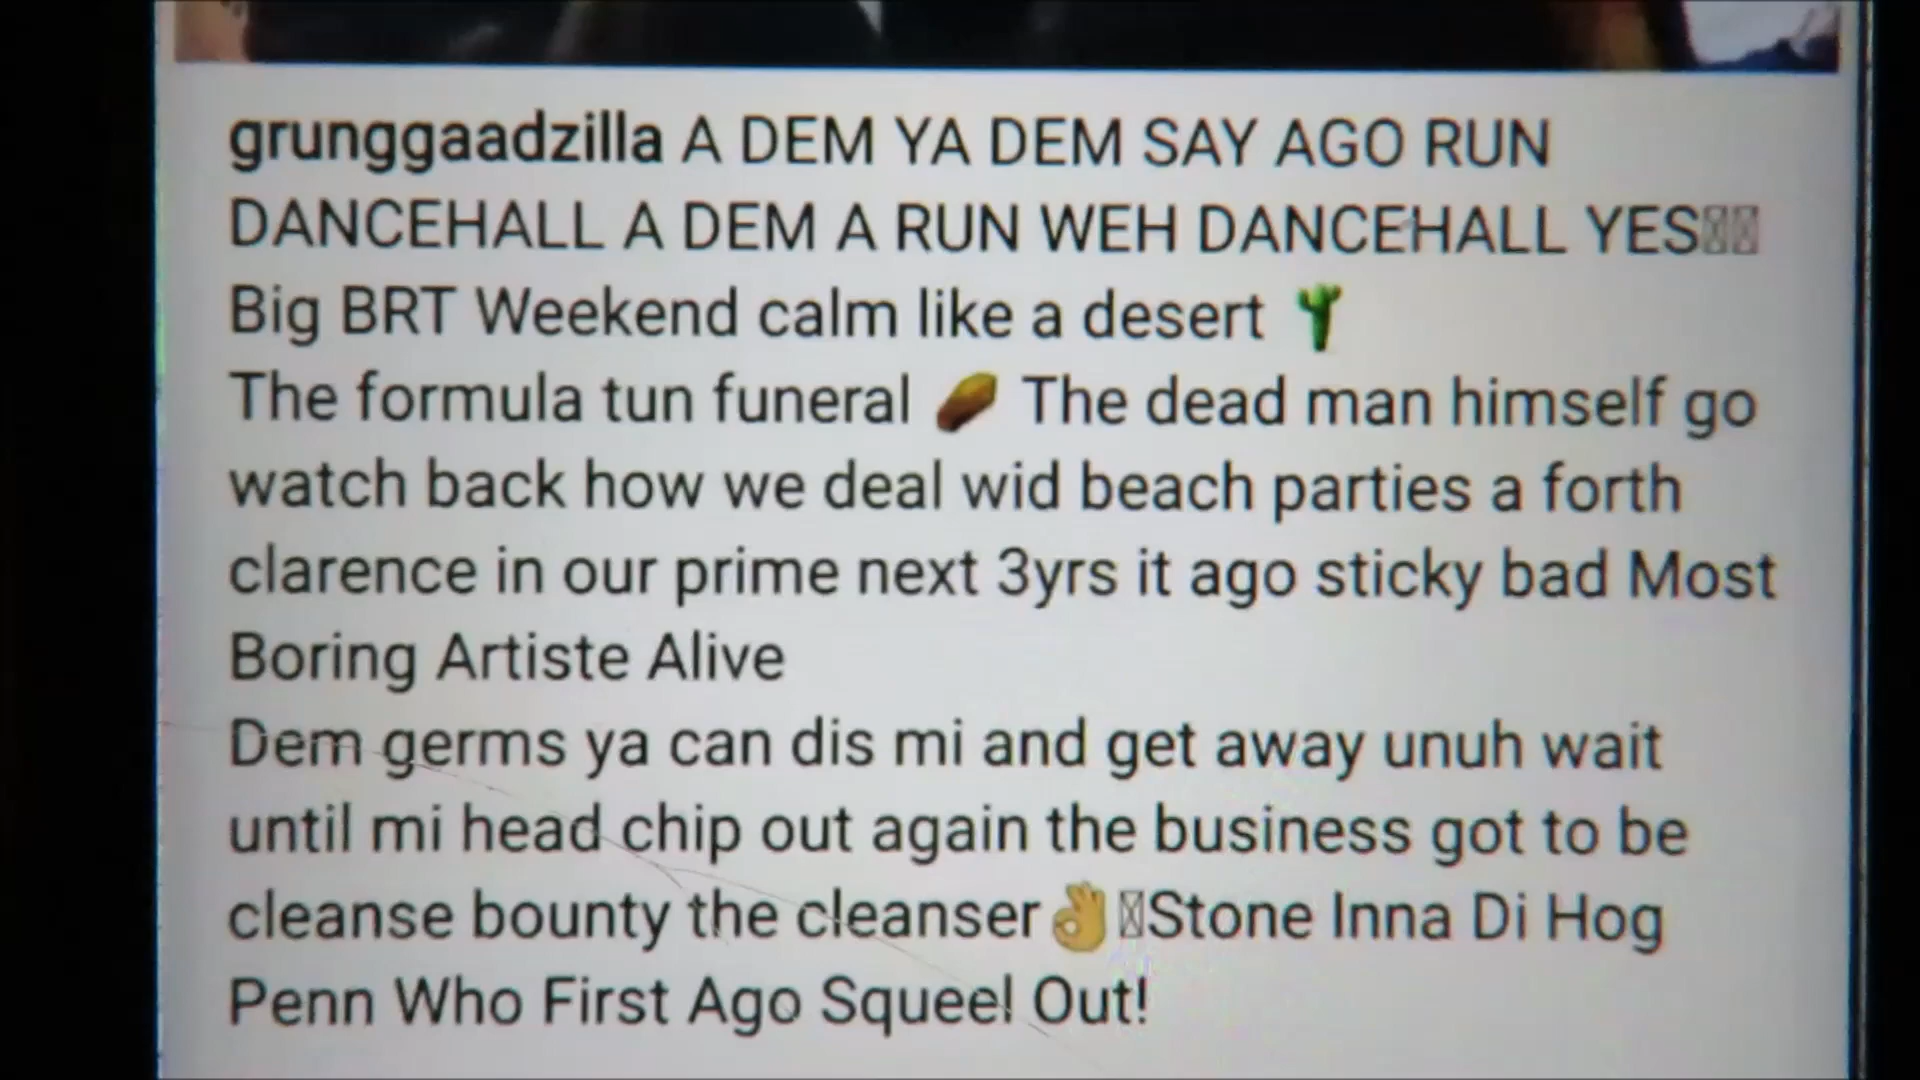 grunggaadzilla A DEM YA DEM SAY AGO RUN
DANCEHALL A DEM A RUN WEH DANCEHALL YES
Big BRT Weekend calm like a desert 🌵
The formula tun funeral ⚰️ The dead man himself go
watch back how we deal wid beach parties a forth
clarence in our prime next 3yrs it ago sticky bad Most
Boring Artiste Alive
Dem germs ya can dis mi and get away unuh wait
until mi head chip out again the business got to be
cleanse bounty the cleanser👌Stone Inna Di Hog
Penn Who First Ago Squeel Out!